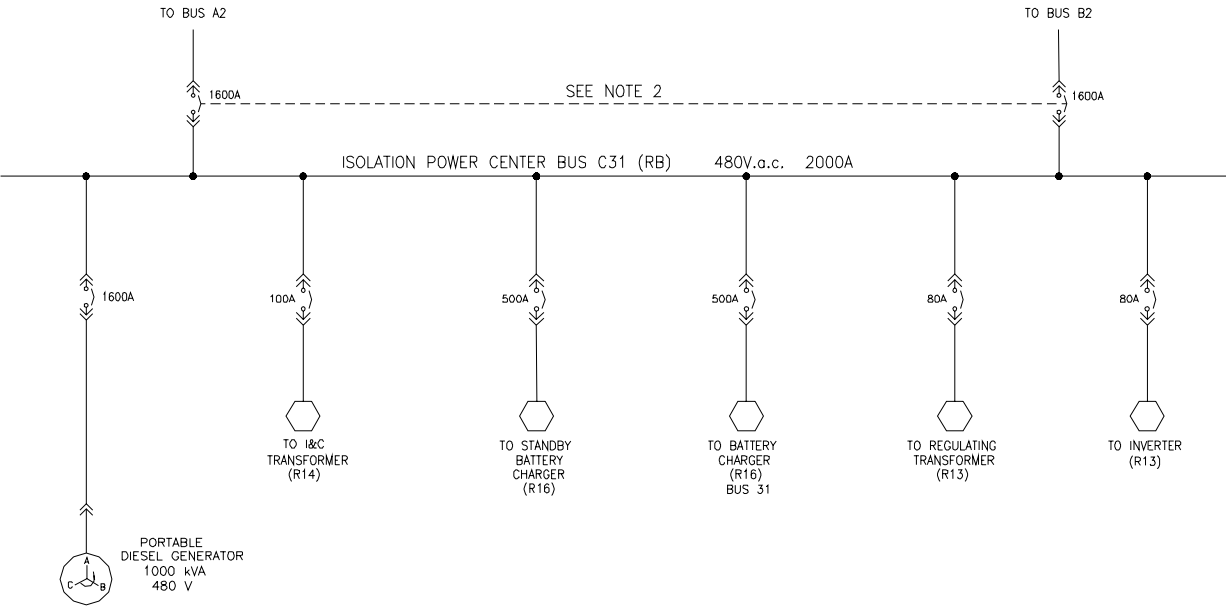 TO BUS A2
TO BUS B2
1600A
SEE NOTE 2
1600A
ISOLATION POWER CENTER BUS C31 (RB) 480V.a.c. 2000A
1600A
100A
500A
500A
80A
80A
TO I&C
TRANSFORMER
(R14)
TO STANDBY
BATTERY
CHARGER
(R16)
TO BATTERY
CHARGER
(R16)
BUS 31
TO REGULATING
TRANSFORMER
(R13)
TO INVERTER
(R13)
PORTABLE
DIESEL GENERATOR
1000 kVA
480 V
A
C
B